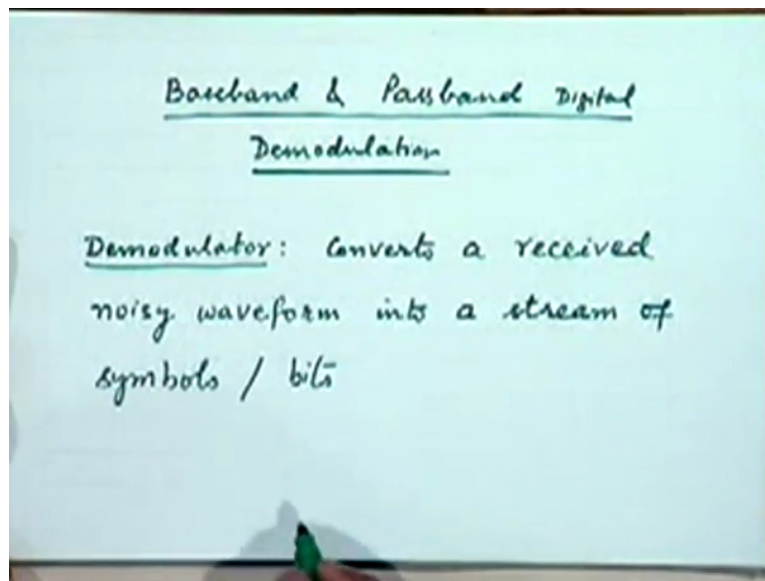 Baseband & Passband Digital
Demodulation
Demodulator: Converts a received
noisy waveform into a stream of
symbols / bits